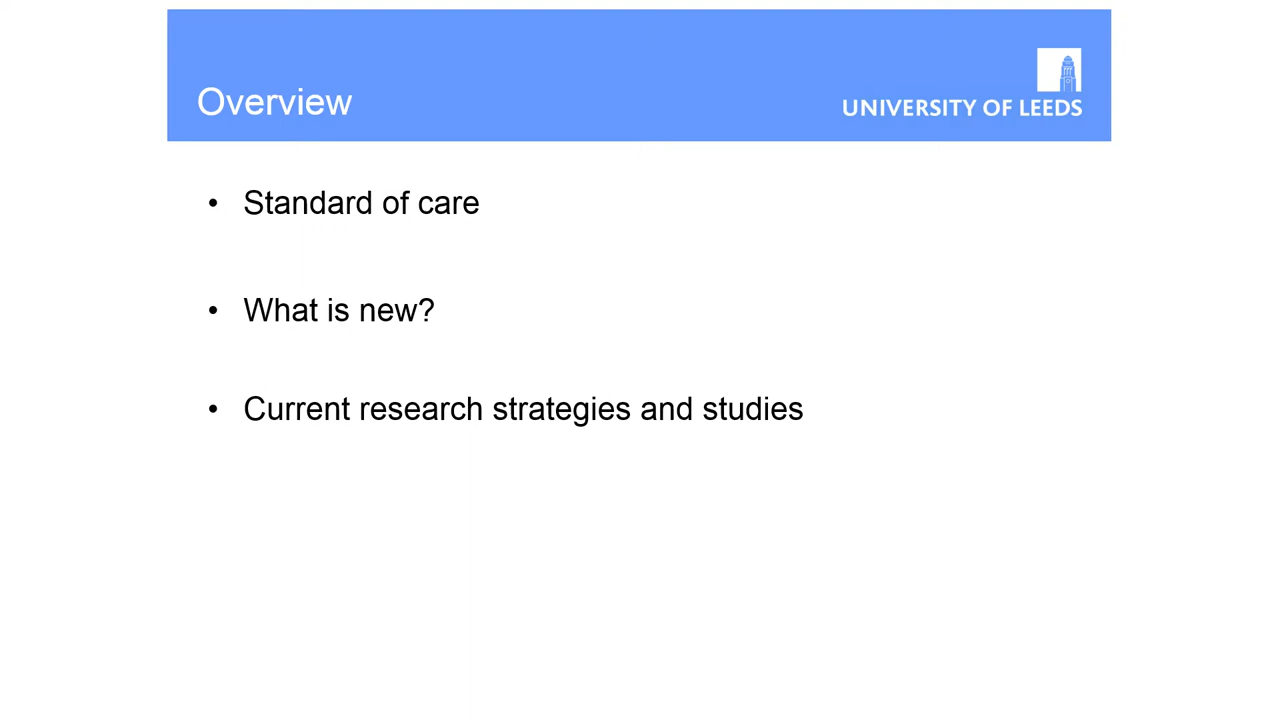 Overview
UNIVERSITY OF LEEDS
• Standard of care
• What is new?
• Current research strategies and studies